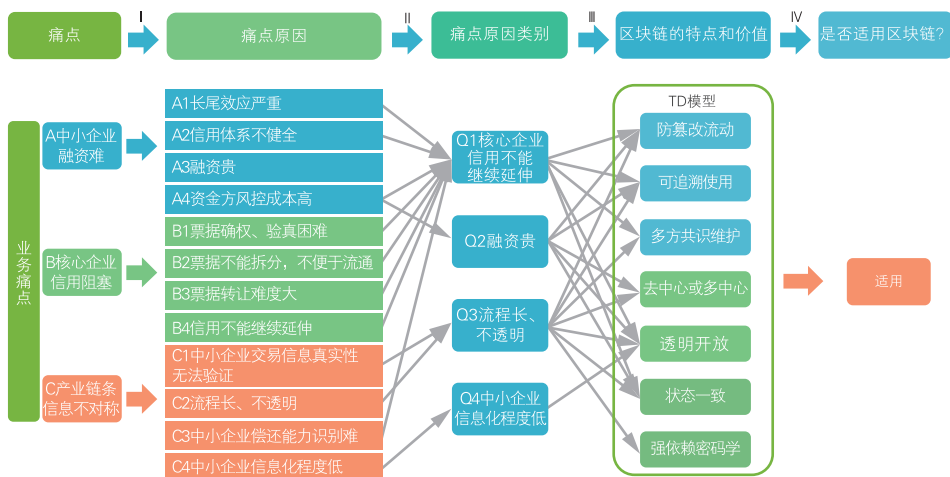 痛点
I
痛点原因
II
痛点原因类别
III
区块链的特点和价值
IV
是否适用区块链?
业务痛点
A中小企业
融资难
B核心企业
信用阻塞
C产业链条
信息不对称
A1长尾效应严重
A2信用体系不健全
A3融资贵
A4资金方风控成本高
B1票据确权、验真困难
B2票据不能拆分，不便于流通
B3票据转让难度大
B4信用不能继续延伸
C1中小企业交易信息真实性
无法验证
C2流程长、不透明
C3中小企业偿还能力识别难
C4中小企业信息化程度低
Q1核心企业
信用不能
继续延伸
Q2融资贵
Q3流程长、
不透明
Q4中小企业
信息化程度低
TD模型
防篡改流动
可追溯使用
多方共识维护
去中心或多中心
透明开放
状态一致
强依赖密码学
适用